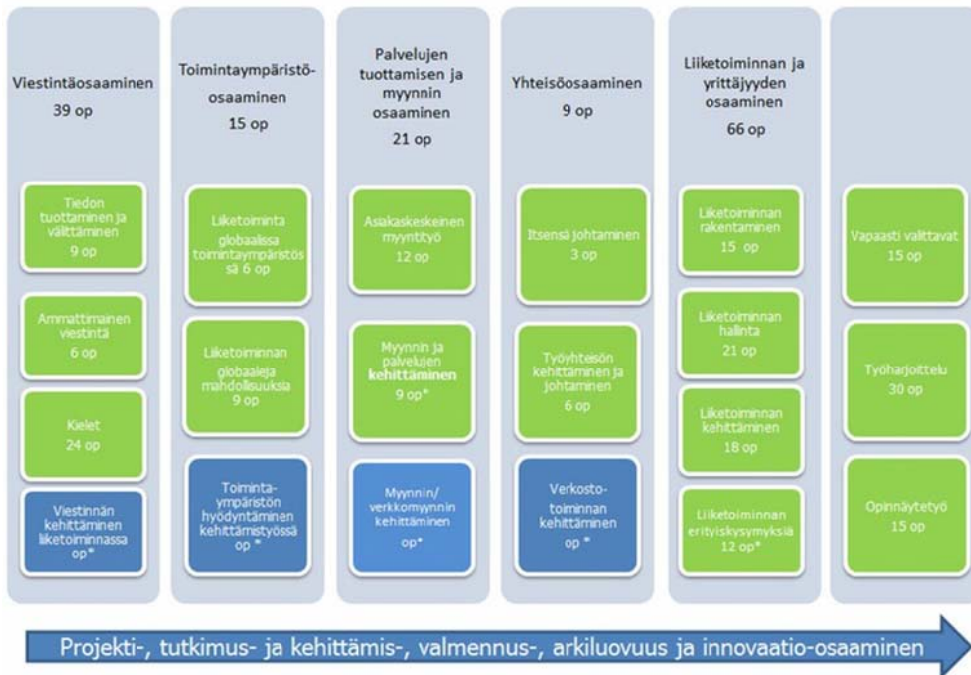 Viestintäosaaminen
39 op
Tiedon
tuottaminen ja
välittäminen
9 op
Ammattimainen
viestintä
6 op
Kielet
24 op
Viestinnän
kehittäminen
liiketoiminnassa
op*
Toimintaympäristö-
osaaminen
15 op
Liiketoiminta
globaalissa
toimintaympäristös
sä 6 op
Liiketoiminnan
globaaleja
mahdollisuuksia
9 op
Toiminta-
ympäristön
hyödyntäminen
kehittämistyössä
op *
Palvelujen
tuottamisen ja
myynnin
osaaminen
21 op
Asiakaskeskeinen
myyntityö
12 op
Myynnin ja
palvelujen
kehittäminen
9 op*
Myynnin/
verkkomyynnin
kehittäminen
op*
Yhteisöosaaminen
9 op
Itsensä johtaminen
3 op
Työyhteisön
kehittäminen ja
johtaminen
6 op
Verkosto-
toiminnan
kehittäminen
op *
Liiketoiminnan ja
yrittäjyyden
osaaminen
66 op
Liiketoiminnan
rakentaminen
15 op
Liiketoiminnan
hallinta
21 op
Liiketoiminnan
kehittäminen
18 op
Liiketoiminnan
erityiskysymyksiä
12 op*
Vapaasti valittavat
15 op
Työharjoittelu
30 op
Opinnäytetyö
15 op
Projekti-, tutkimus- ja kehittämis-, valmennus-, arkiluovuus ja innovaatio-osaaminen